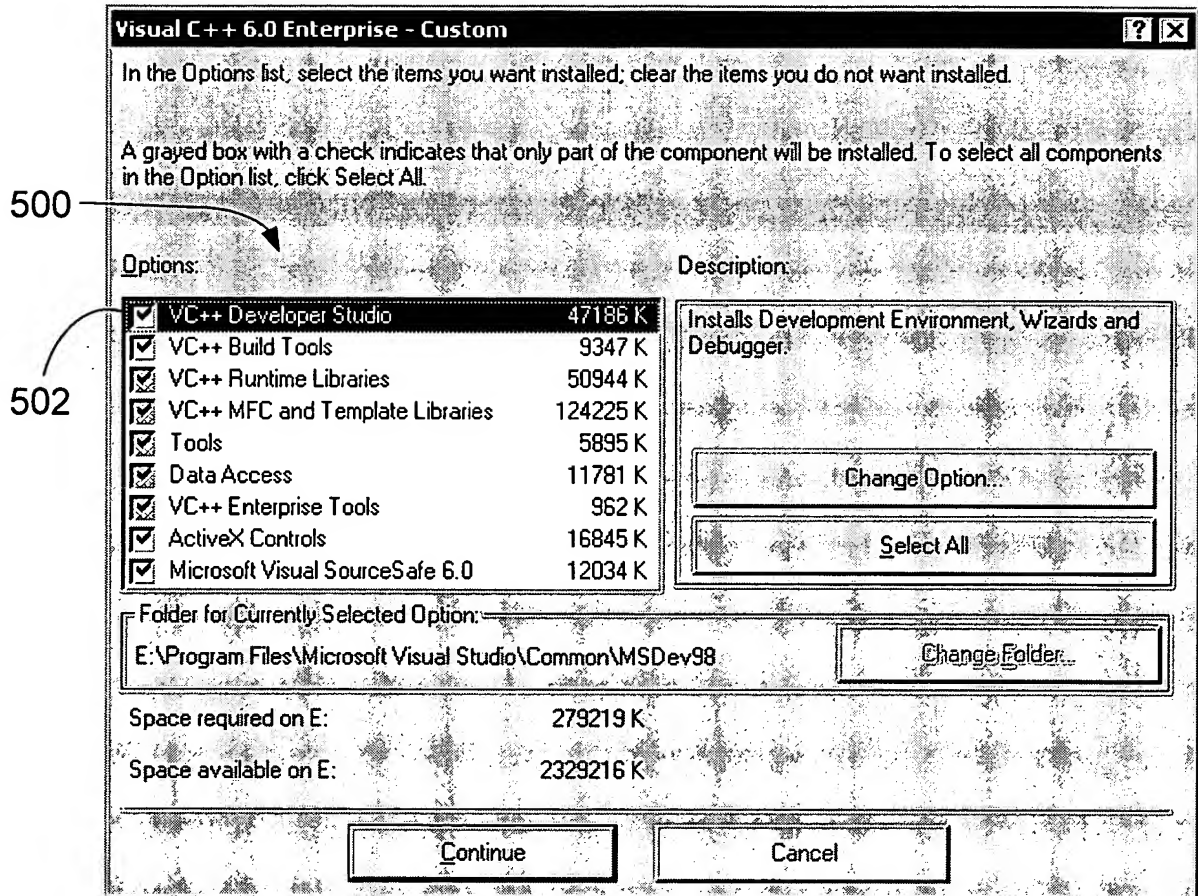 Visual C++ 6.0 Enterprise - Custom
In the Options list, select the items you want installed; clear the items you do not want installed.
A grayed box with a check indicates that only part of the component will be installed. To select all components
in the Option list, click Select All.
500
Options:
Description:
VC++ Developer Studio 47186 K
Installs Development Environment, Wizards and
Debugger.
VC++ Build Tools 9347 K
VC++ Runtime Libraries 50944 K
502
VC++ MFC and Template Libraries 124225 K
Tools 5895 K
Data Access 11781 K
VC++ Enterprise Tools 962 K
ActiveX Controls 16845 K
Microsoft Visual SourceSafe 6.0 12034 K
Change Option...
Select All
Folder for Currently Selected Option:
E:\Program Files\Microsoft Visual Studio\Common\MSDev98
Change Folder...
Space required on E: 279219 K
Space available on E: 2329216 K
Continue
Cancel